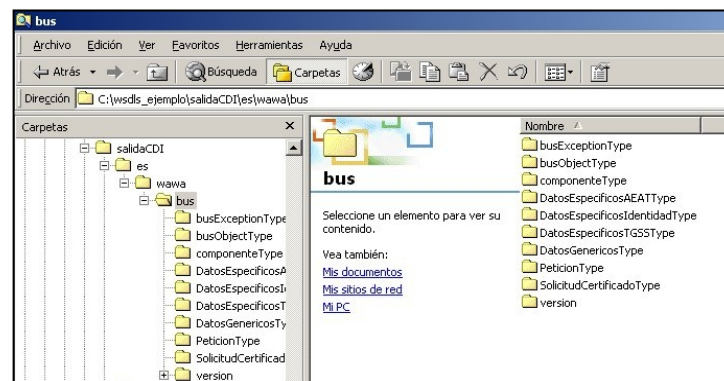 bus
Archivo Edición Ver Favoritos Herramientas Ayuda
Atrás Búsqueda Carpetas
Dirección C:\wsdls_ejemplo\salidaCDI\es\wawa\bus
Carpetas
salidaCDI
es
wawa
bus
busExceptionType
busObjectType
componenteType
DatosEspecificosA
DatosEspecificosI
DatosEspecificosT
DatosGenericosTy
PeticionType
SolicitudCertificad
version
bus
Seleccione un elemento para ver su
contenido.
Vea también:
Mis documentos
Mis sitios de red
Mi PC
Nombre
busExceptionType
busObjectType
componenteType
DatosEspecificosAEATType
DatosEspecificosIdentidadType
DatosEspecificosTGSSType
DatosGenericosType
PeticionType
SolicitudCertificadoType
version